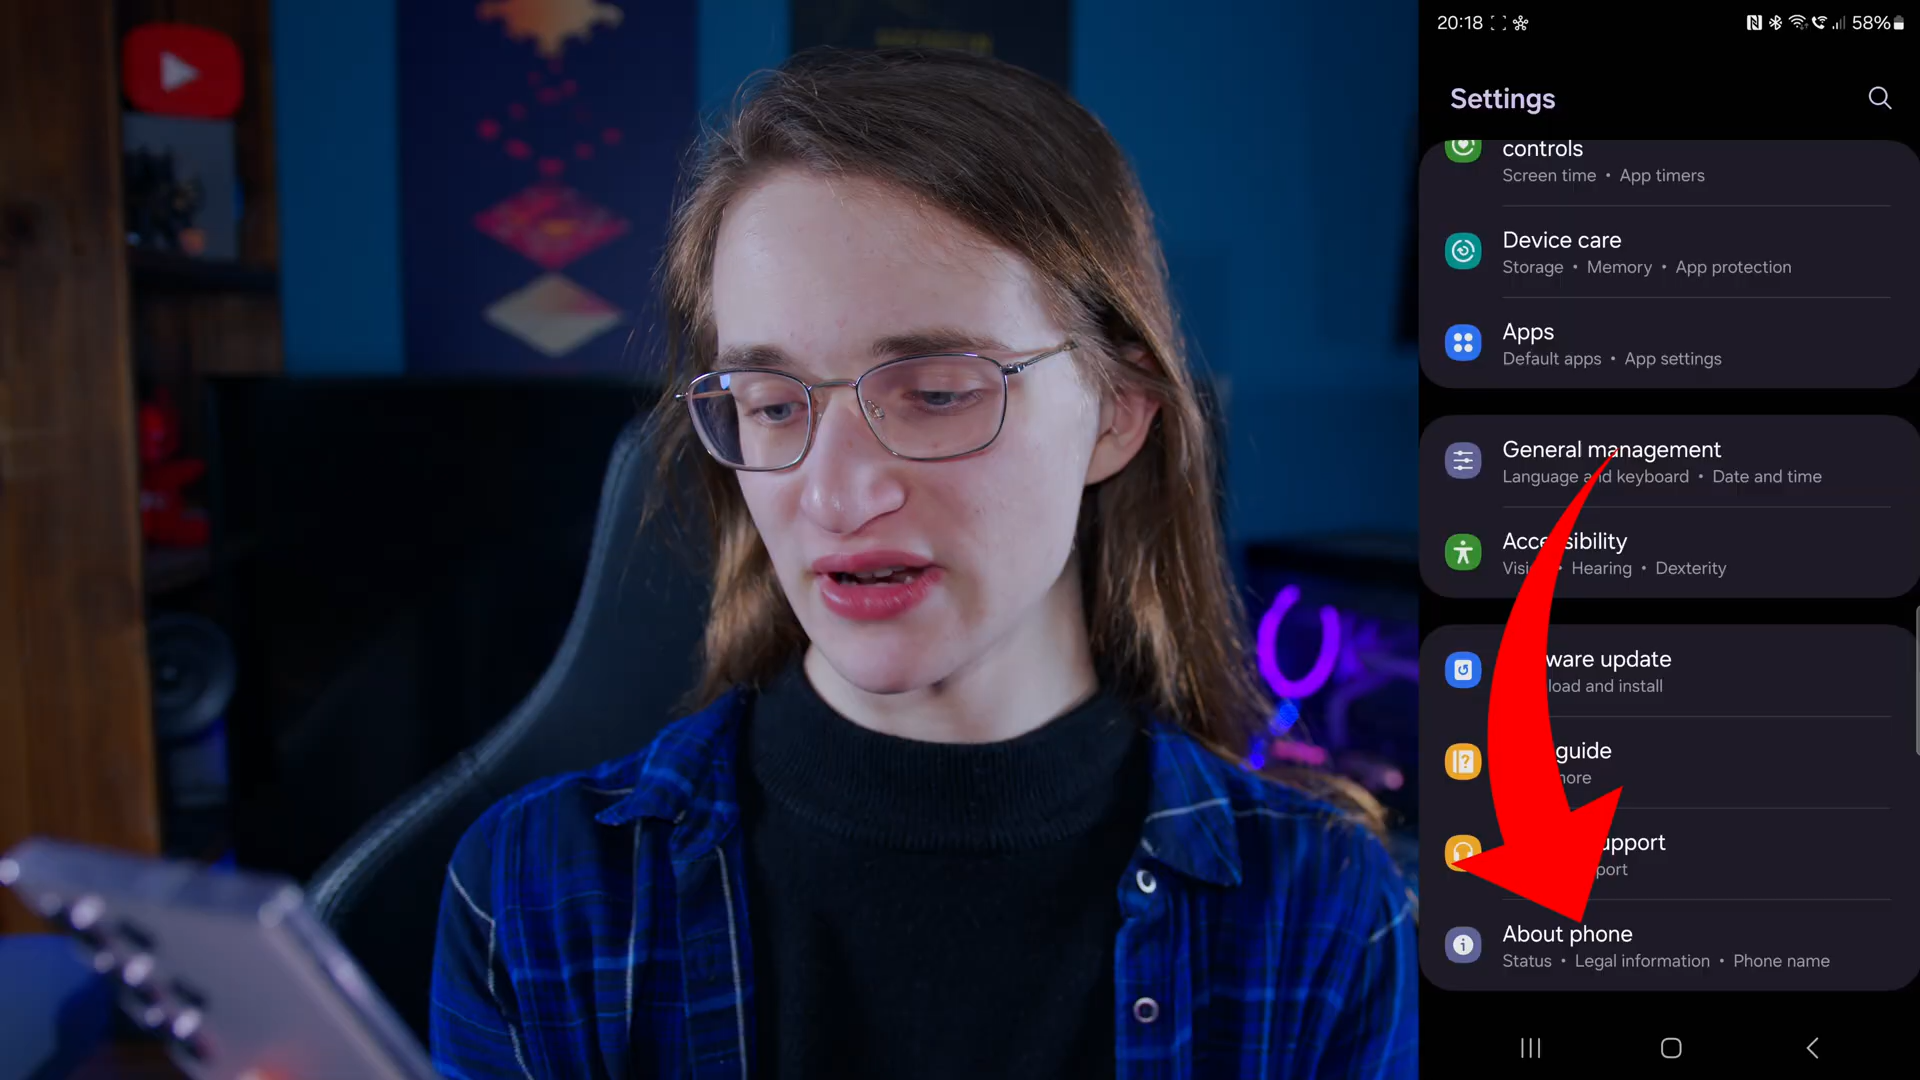 20:18
58%
Settings
controls
Screen time • App timers
Device care
Storage • Memory • App protection
Apps
Default apps • App settings
General management
Language and keyboard • Date and time
Accessibility
Hearing • Dexterity
ware update
load and install
guide
more
upport
port
About phone
Status • Legal information • Phone name